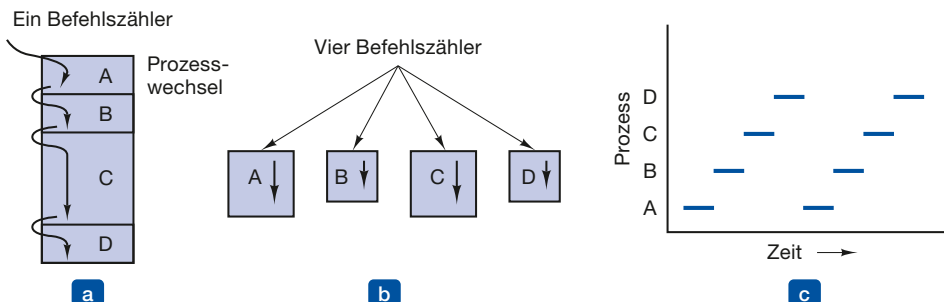 Ein Befehlszähler
A
B
C
D
Prozess-
wechsel
a
Vier Befehlszähler
A
B
C
D
b
Prozess
D
C
B
A
Zeit
c